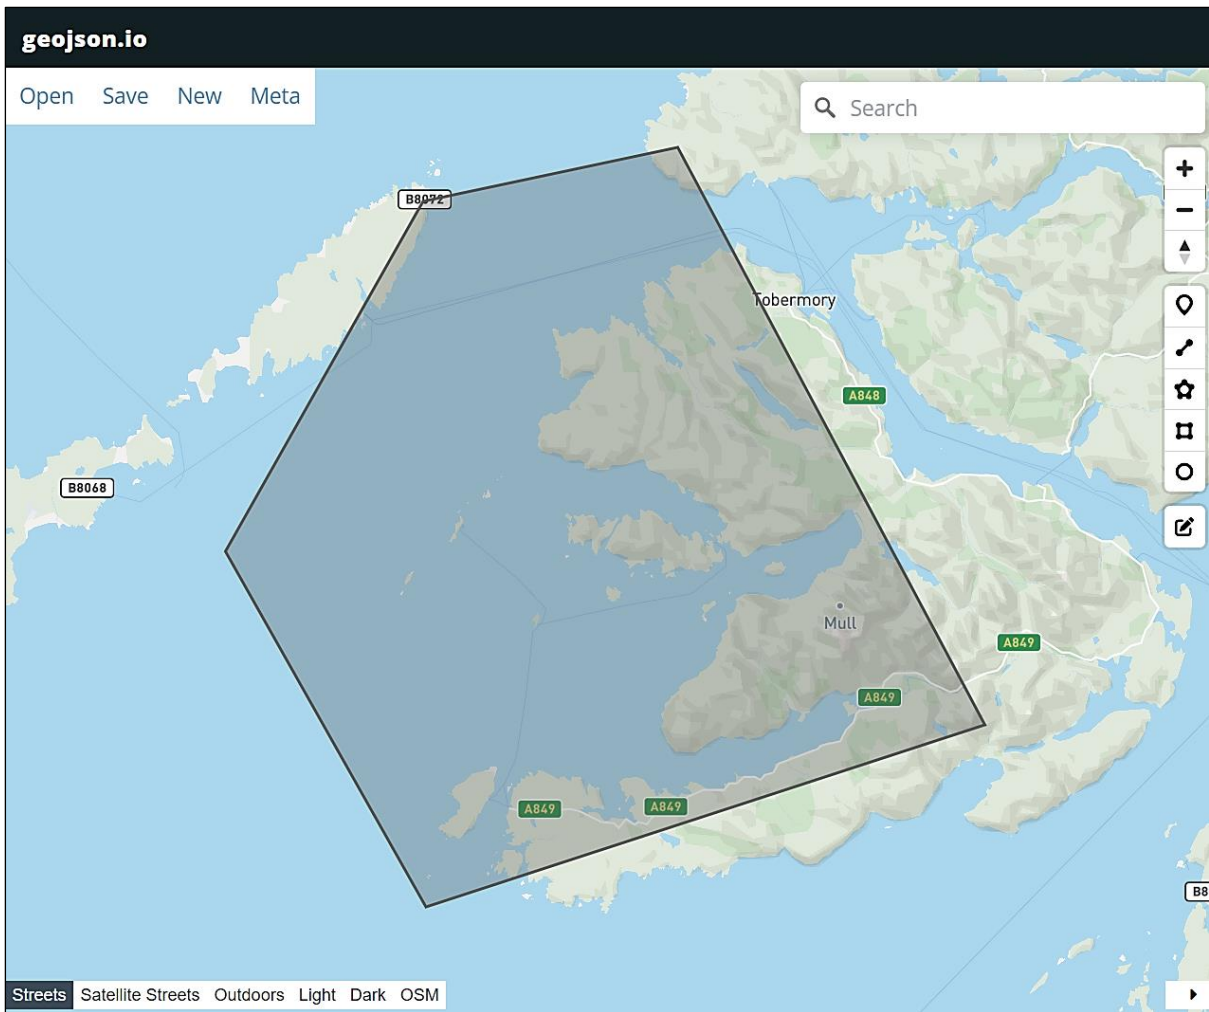 geojson.io
Open Save New Meta
Search
B8072
Tobermory
A848
B8068
Mull
A849
A849
A849
A849
B8
Streets Satellite Streets Outdoors Light Dark OSM